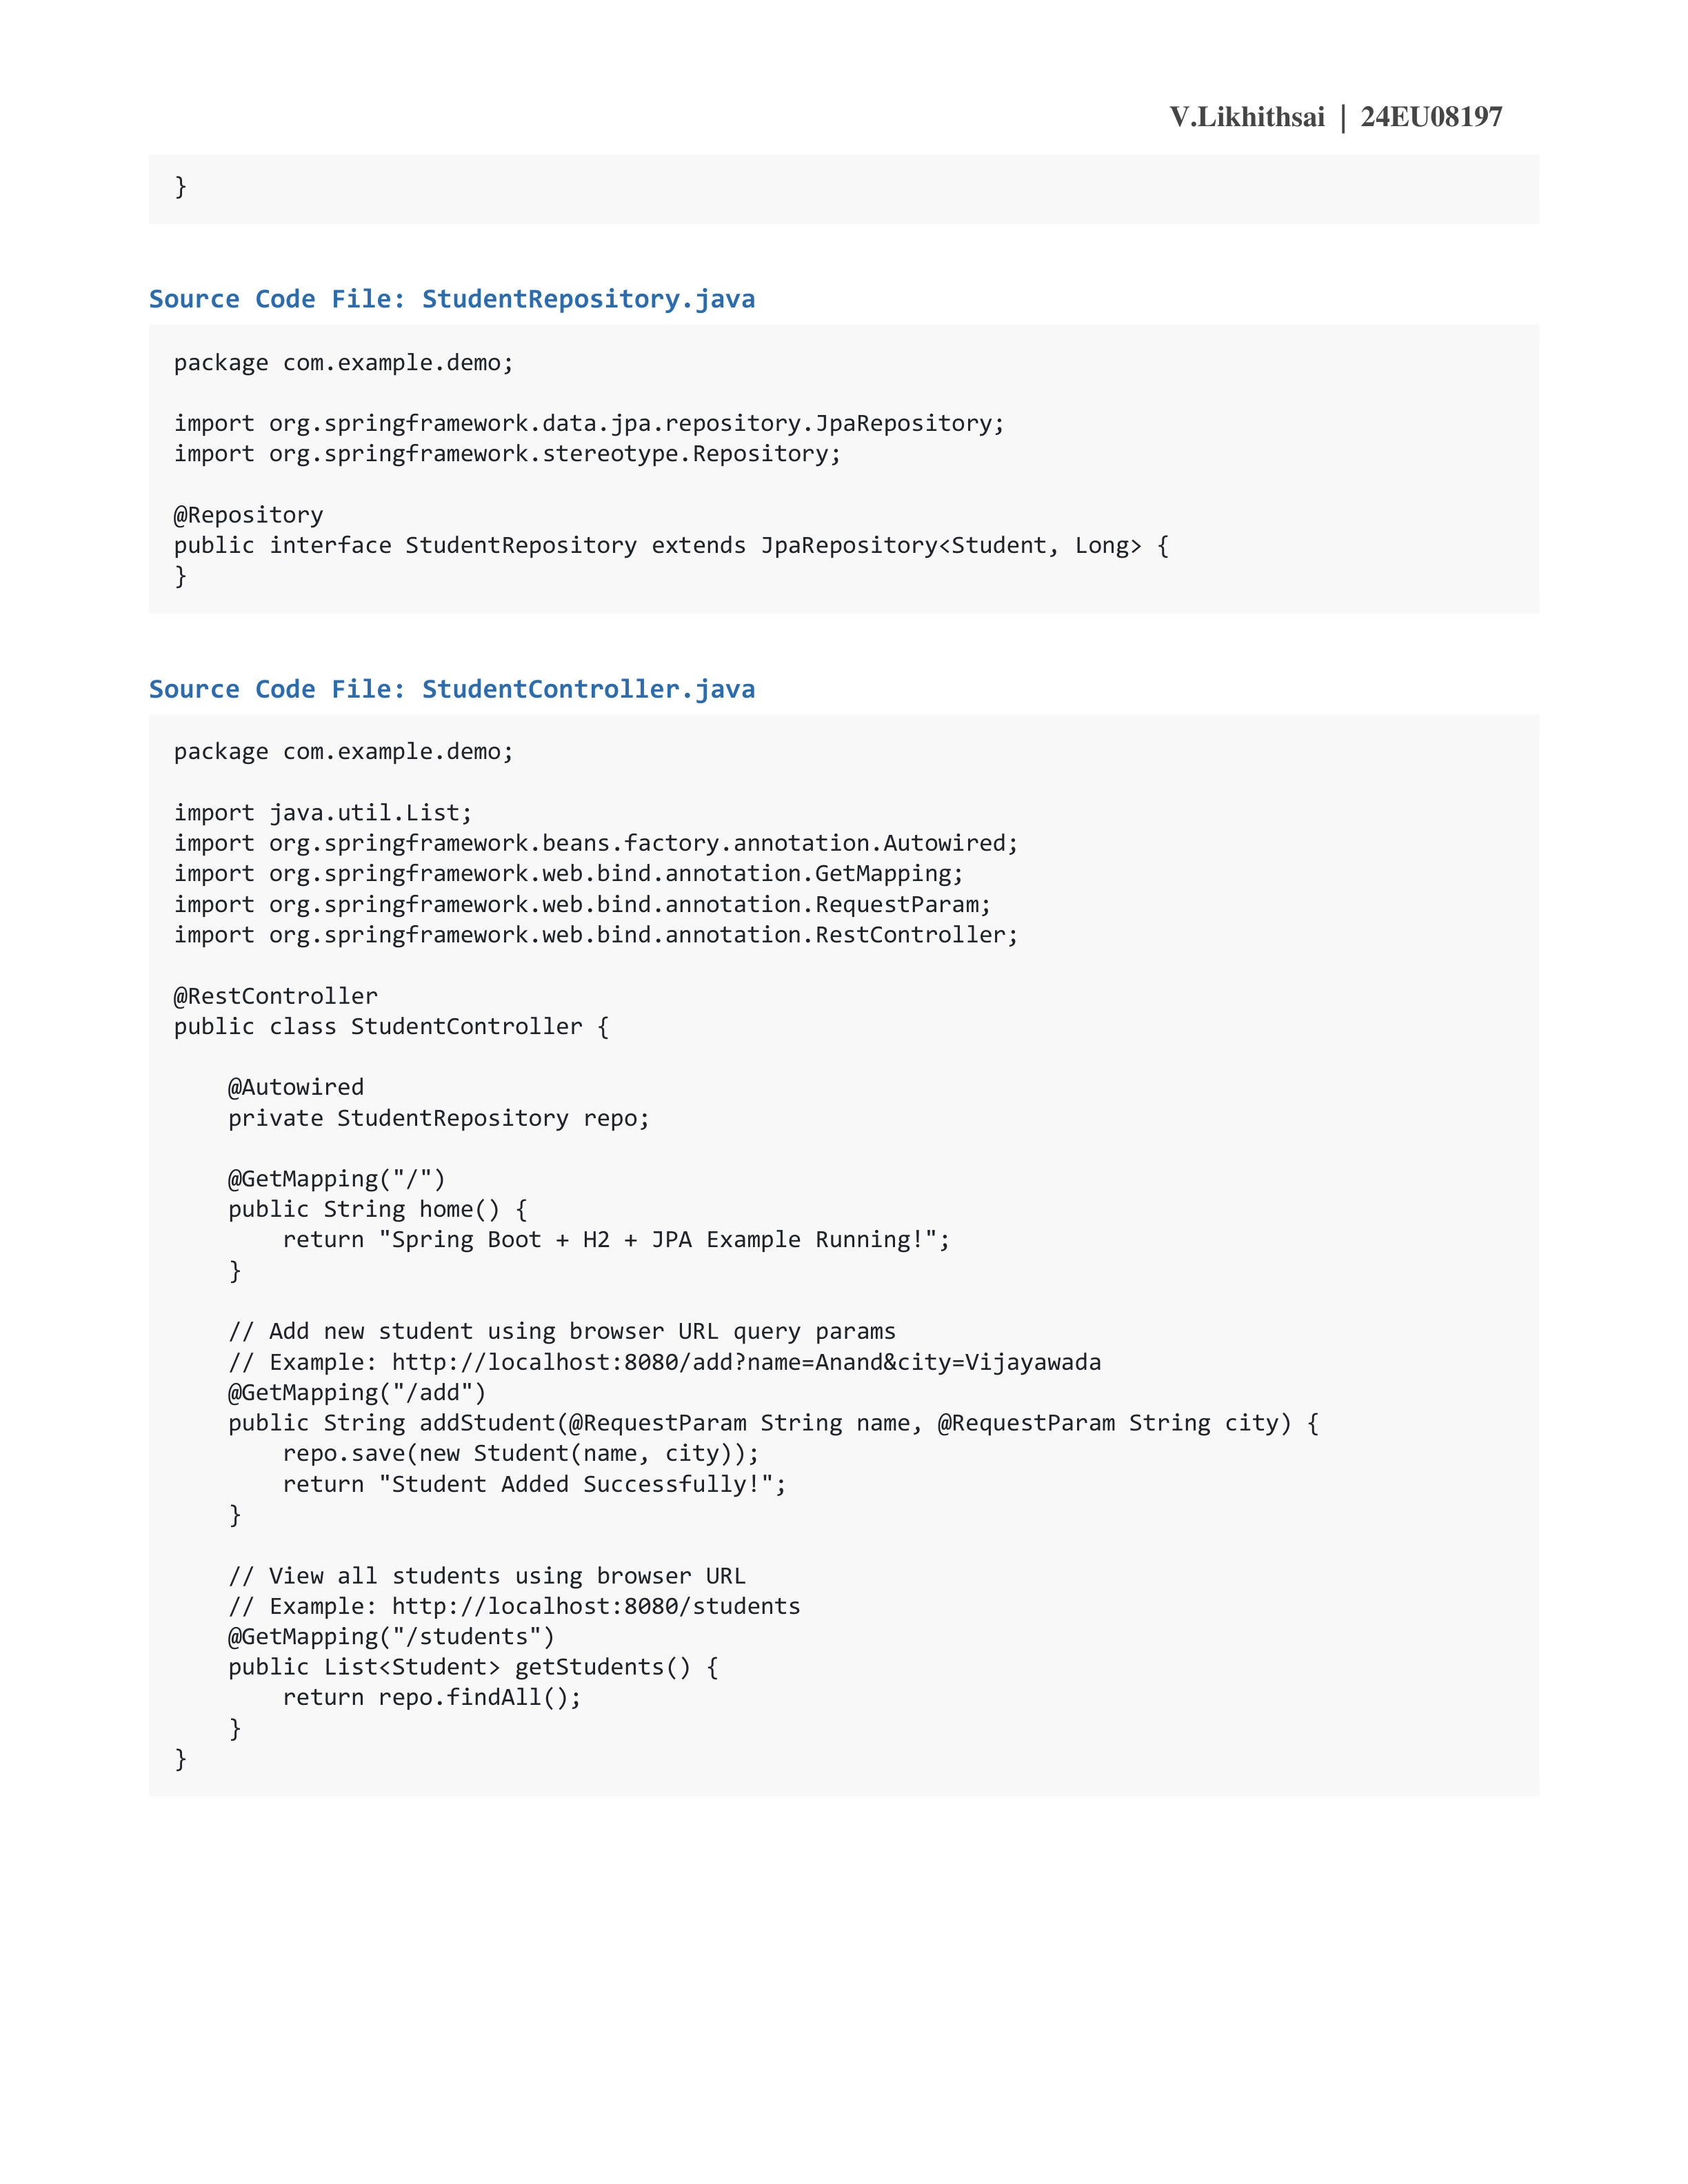 V.Likhithsai | 24EU08197
}
Source Code File: StudentRepository.java
package com.example.demo;
import org.springframework.data.jpa.repository.JpaRepository;
import org.springframework.stereotype.Repository;
@Repository
public interface StudentRepository extends JpaRepository<Student, Long> {
}
Source Code File: StudentController.java
package com.example.demo;
import java.util.List;
import org.springframework.beans.factory.annotation.Autowired;
import org.springframework.web.bind.annotation.GetMapping;
import org.springframework.web.bind.annotation.RequestParam;
import org.springframework.web.bind.annotation.RestController;
@RestController
public class StudentController {
    @Autowired
    private StudentRepository repo;
    @GetMapping("/")
    public String home() {
        return "Spring Boot + H2 + JPA Example Running!";
    }
    // Add new student using browser URL query params
    // Example: http://localhost:8080/add?name=Anand&city=Vijayawada
    @GetMapping("/add")
    public String addStudent(@RequestParam String name, @RequestParam String city) {
        repo.save(new Student(name, city));
        return "Student Added Successfully!";
    }
    // View all students using browser URL
    // Example: http://localhost:8080/students
    @GetMapping("/students")
    public List<Student> getStudents() {
        return repo.findAll();
    }
}